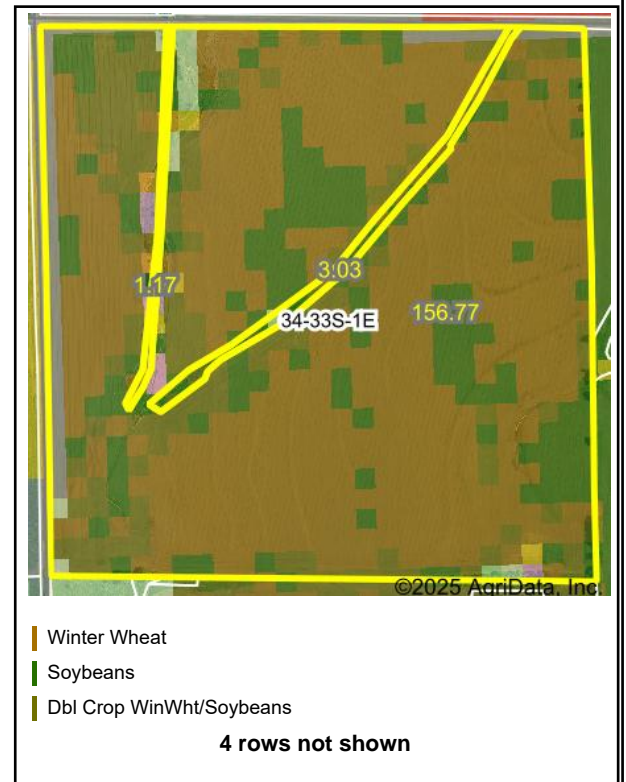 1.17
3.03
156.77
34-33S-1E
©2025 AgriData, Inc.
Winter Wheat
Soybeans
Dbl Crop WinWht/Soybeans
4 rows not shown